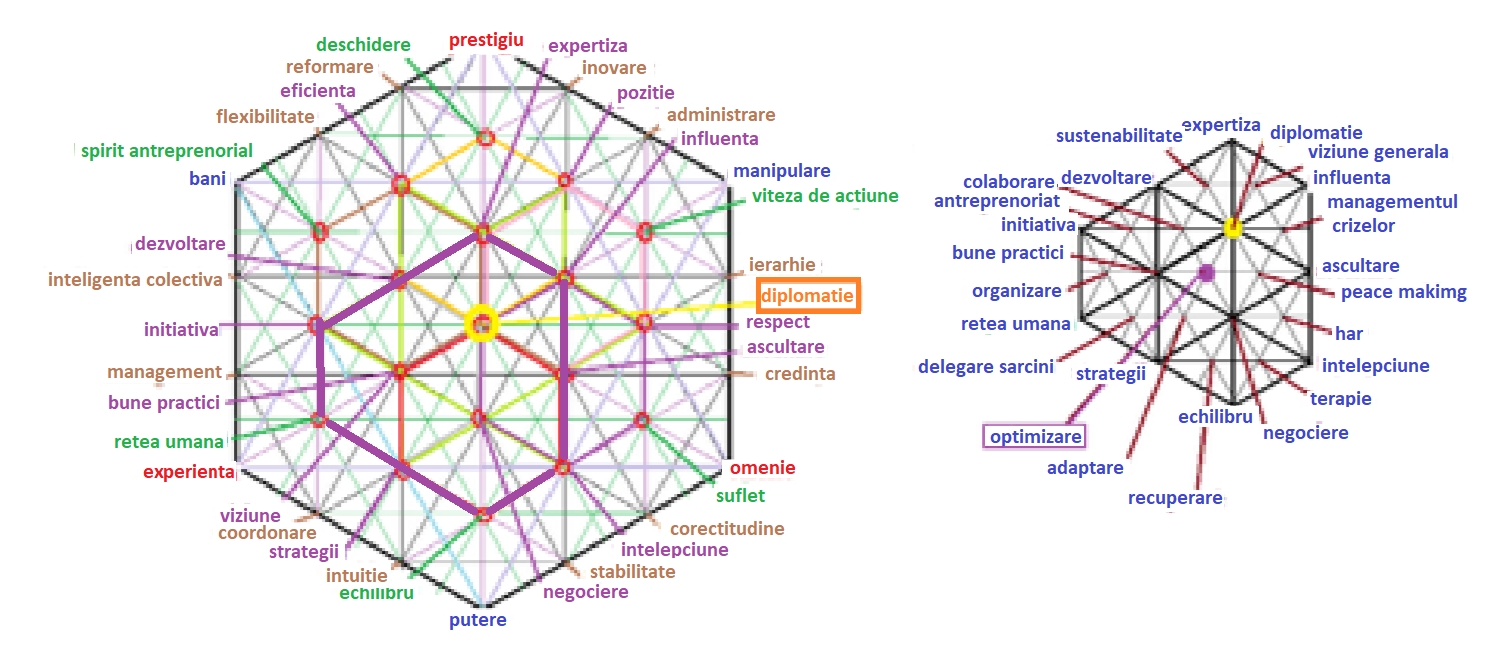 prestigiu
deschidere
expertiza
reformare
inovare
eficienta
pozitie
flexibilitate
administrare
influenta
spirit antreprenorial
bani
manipulare
viteza de actiune
dezvoltare
inteligenta colectiva
ierarhie
diplomatie
initiativa
respect
ascultare
management
credinta
bune practici
retea umana
experienta
omenie
suflet
viziune
coordonare
corectitudine
strategii
intelepciune
intuitie
stabilitate
echilibru
negociere
putere
expertiza
sustenabilitate
diplomatie
viziune generala
colaborare
dezvoltare
influenta
antreprenoriat
managementul
crizelor
initiativa
bune practici
ascultare
organizare
peace makimg
retea umana
har
delegare sarcini
strategii
intelepciune
terapie
echilibru
negociere
optimizare
adaptare
recuperare